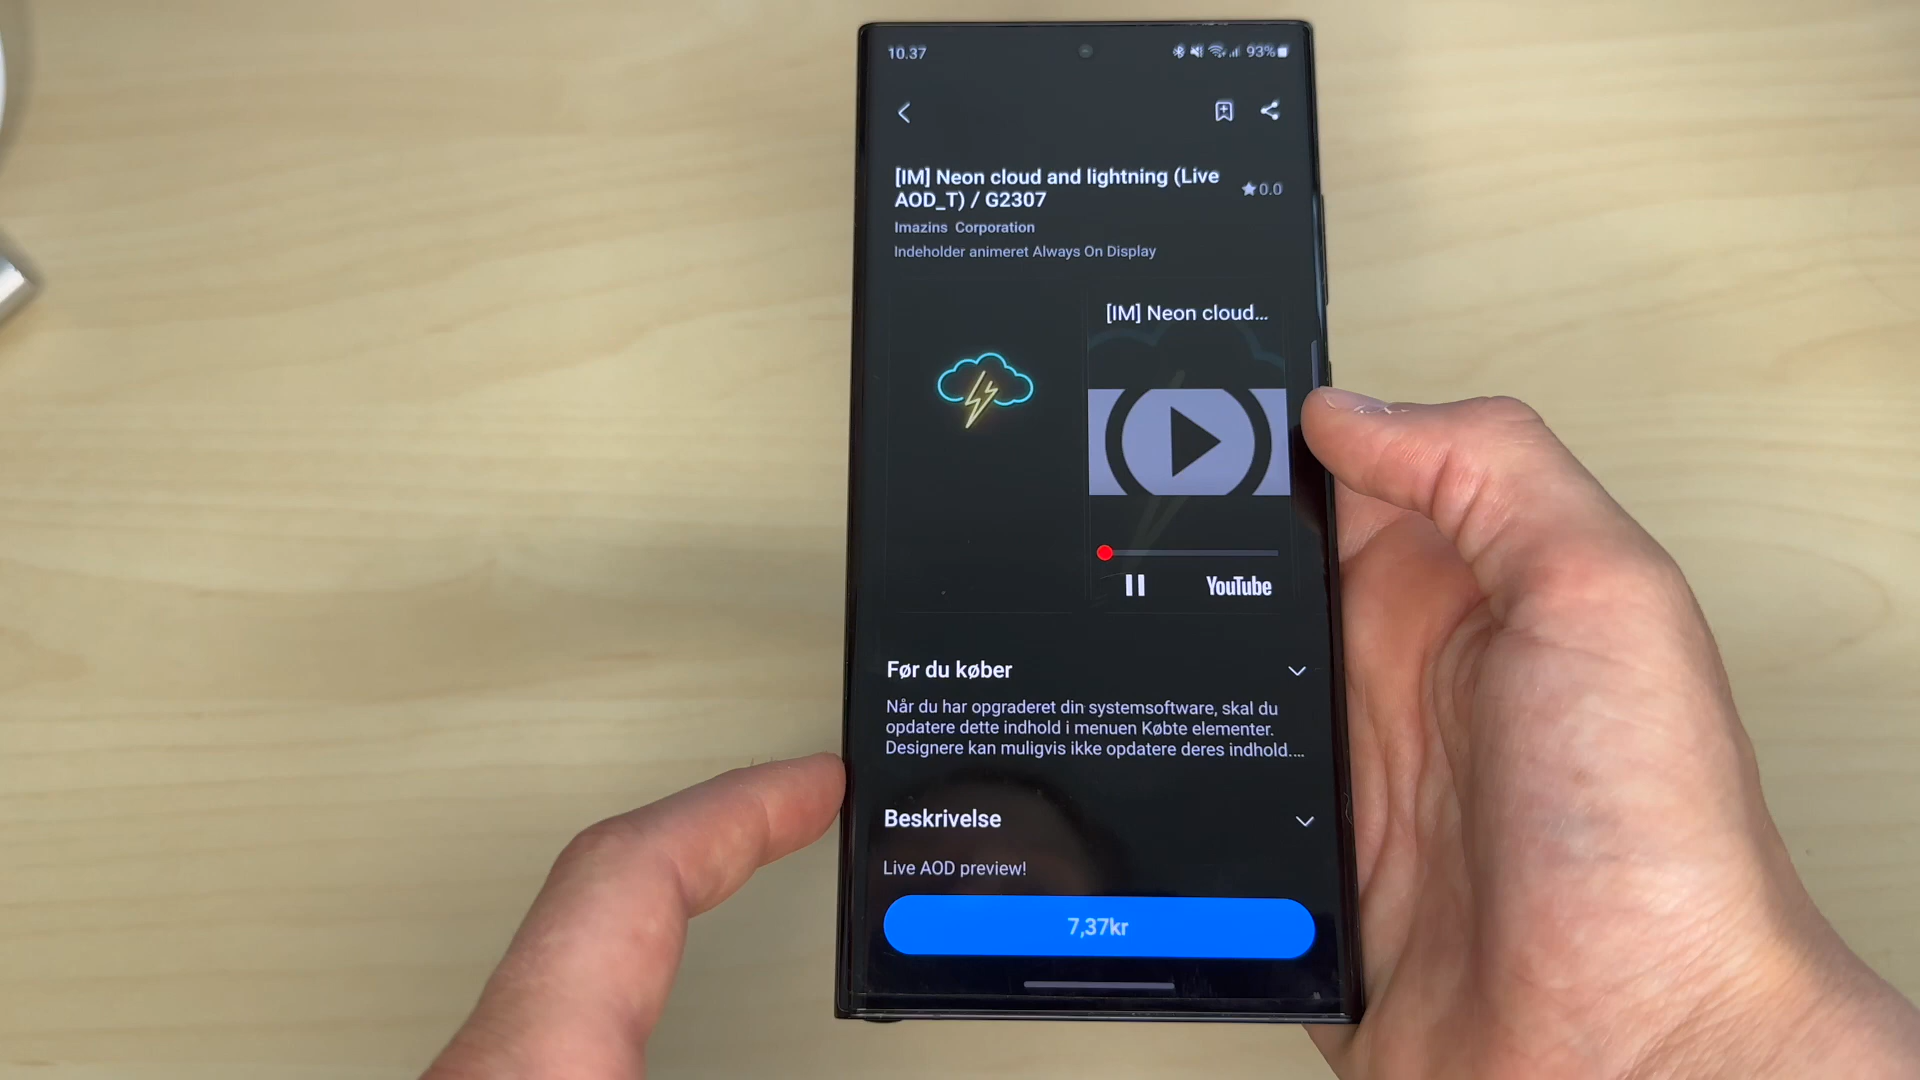 10.37
93%
[IM] Neon cloud and lightning (Live
AOD_T) / G2307
0.0
Imazins Corporation
Indeholder animeret Always On Display
[IM] Neon cloud...
YouTube
Før du køber
Når du har opgraderet din systemsoftware, skal du
opdatere dette indhold i menuen Købte elementer.
Designere kan muligvis ikke opdatere deres indhold....
Beskrivelse
Live AOD preview!
7,37kr